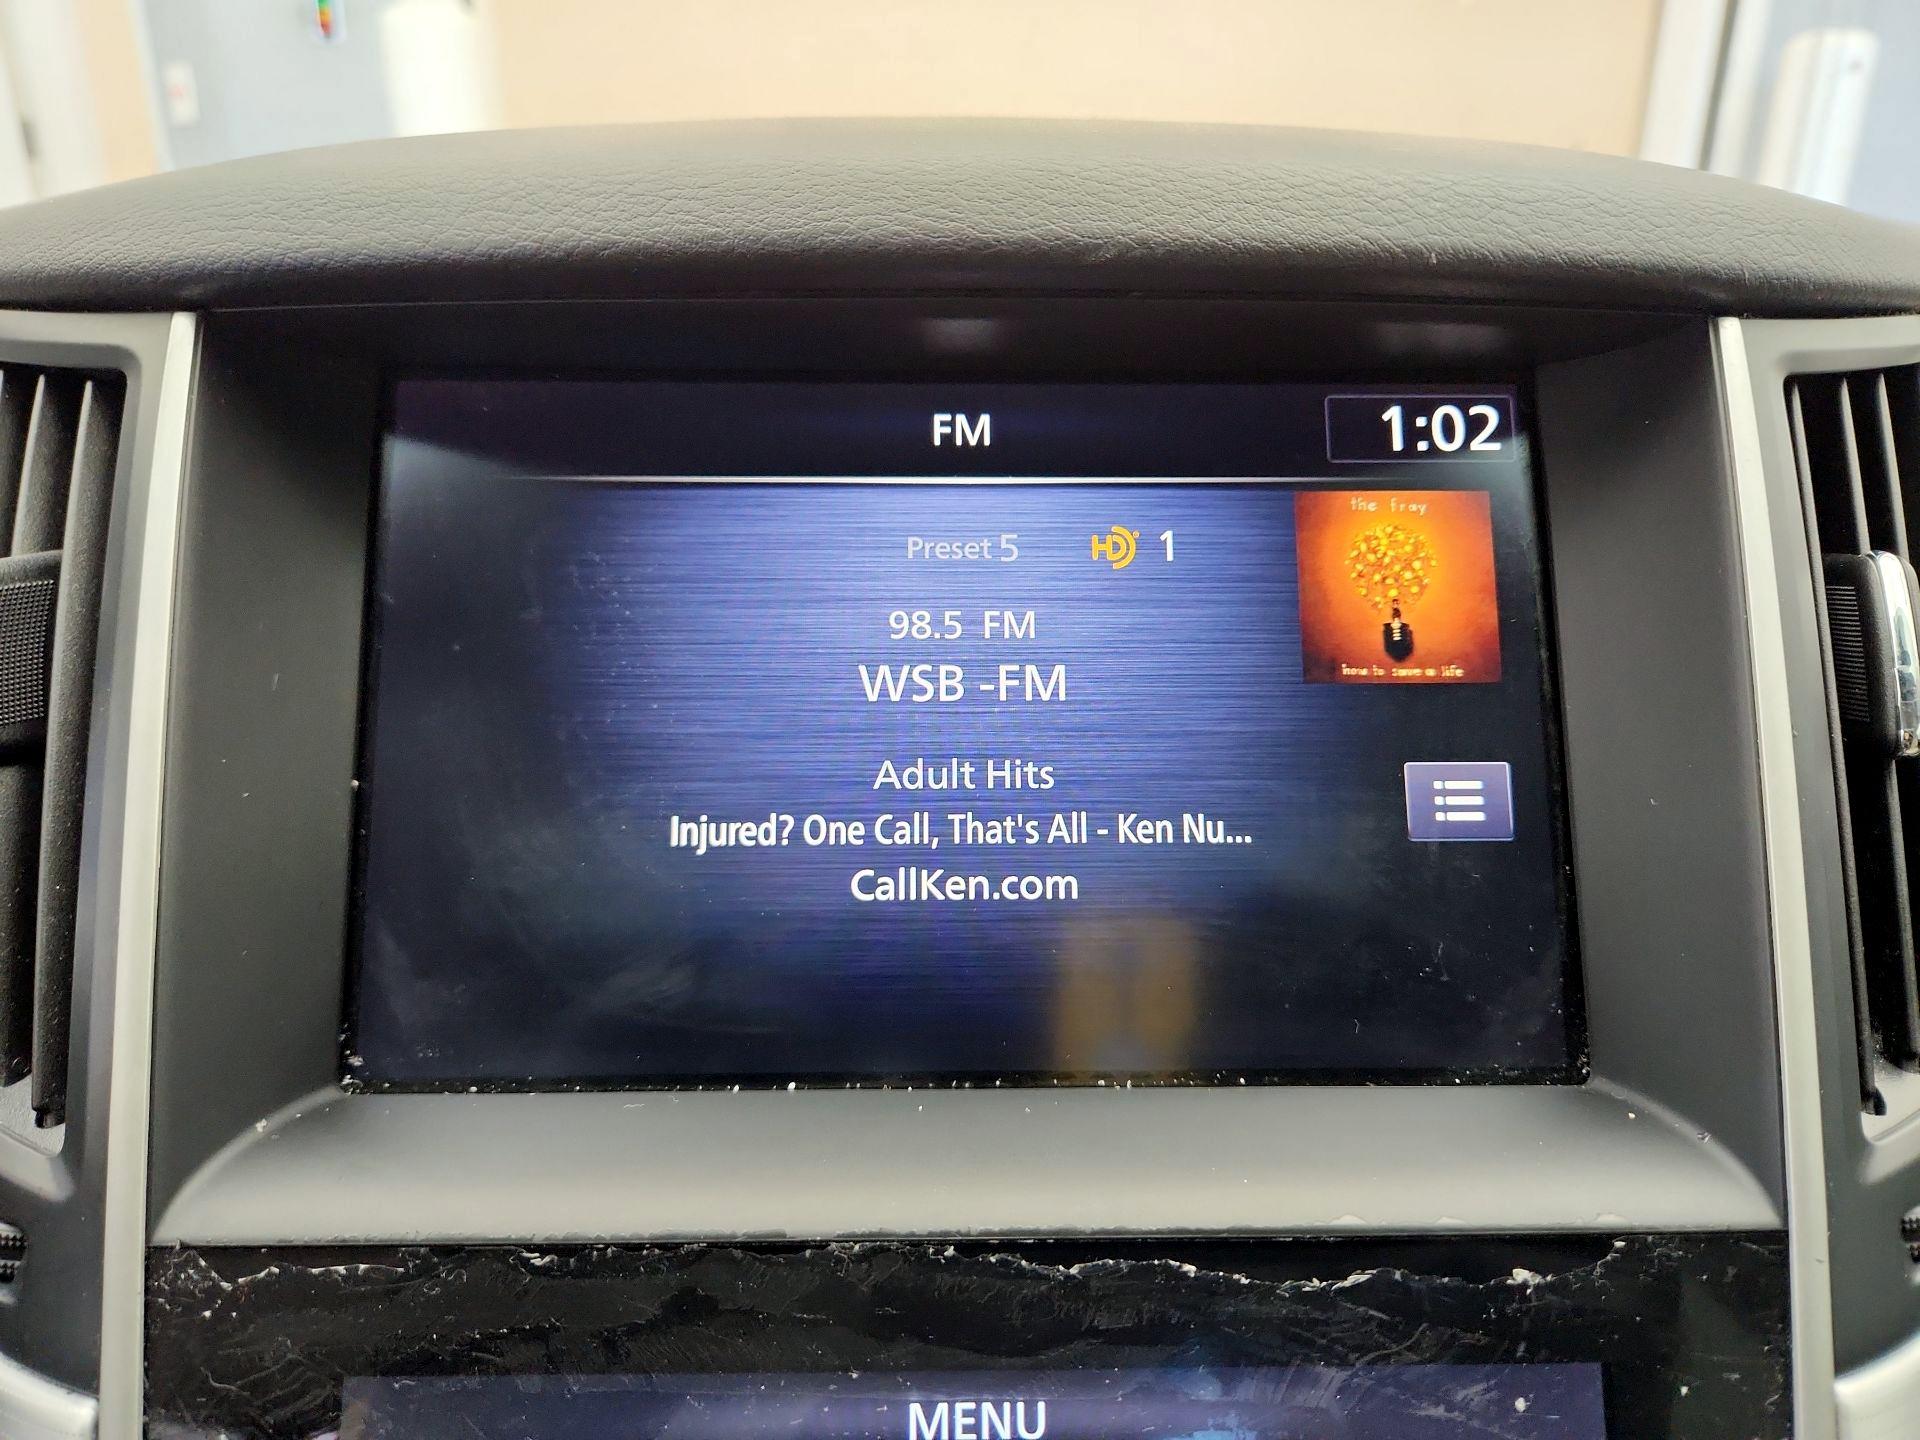 FM
1:02
the fray
Preset 5
HD 1
98.5 FM
WSB -FM
how to save a life
Adult Hits
Injured? One Call, That's All - Ken Nu...
CallKen.com
MENU